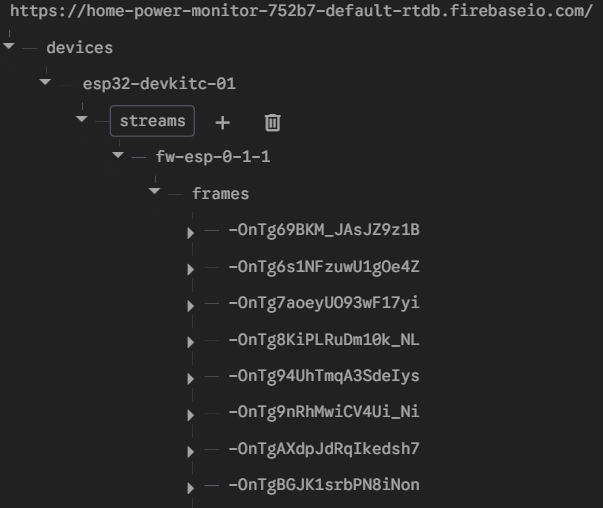 https://home-power-monitor-752b7-default-rtdb.firebaseio.com/
devices
esp32-devkitc-01
streams
fw-esp-0-1-1
frames
-OnTg69BKM_JAsJZ9z1B
-OnTg6s1NFzuwU1gOe4Z
-OnTg7aoeyUO93wF17yi
-OnTg8KiPLRuDm10k_NL
-OnTg94UhTmqA3SdeIys
-OnTg9nRhMwiCV4Ui_Ni
-OnTgAXdpJdRqIkedsh7
-OnTgBGJK1srbPN8iNon